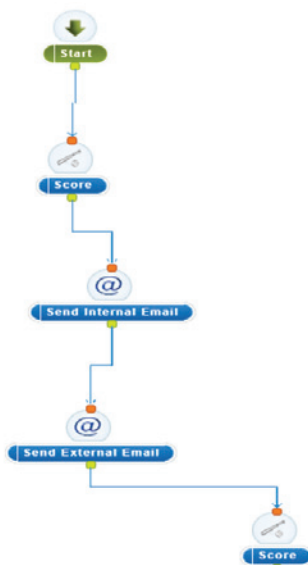 Start
Score
@
Send Internal Email
@
Send External Email
Score